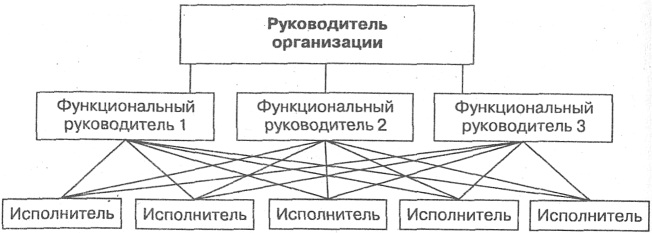 Руководитель
организации
Функциональный
руководитель 1
Функциональный
руководитель 2
Функциональный
руководитель 3
Исполнитель
Исполнитель
Исполнитель
Исполнитель
Исполнитель